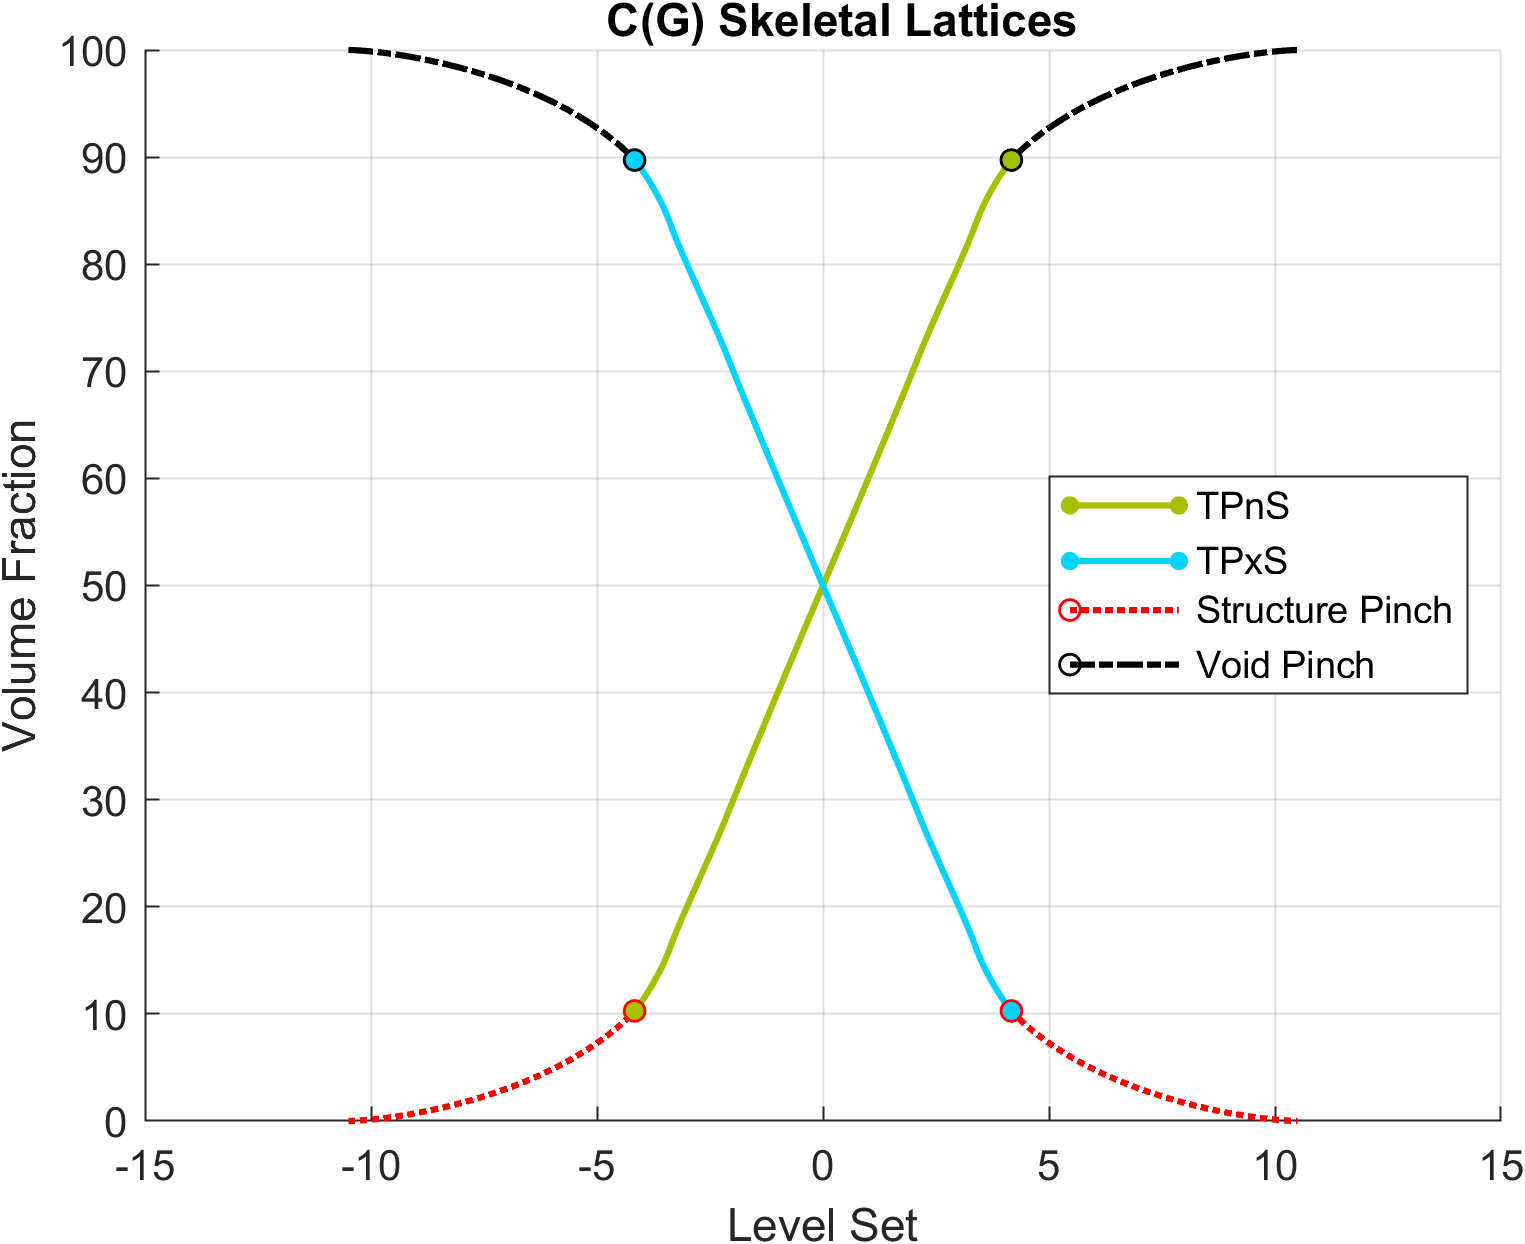 C(G) Skeletal Lattices
100
90
80
70
60
50
40
30
20
10
0
Volume Fraction
TPnS
TPxS
Structure Pinch
Void Pinch
-15 -10 -5 0 5 10 15
Level Set